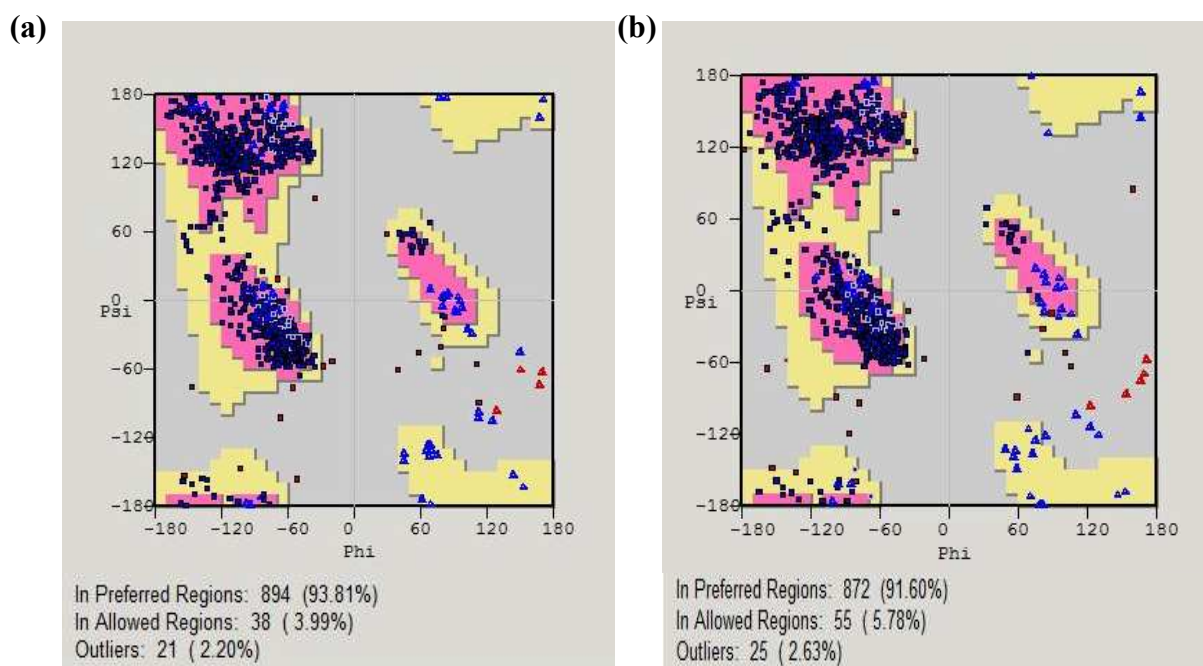 (a)
180
120
60
0
Psi
-60
-120
-180
-180 -120 -60 0 60 120 180
Phi
In Preferred Regions: 894 (93.81%)
In Allowed Regions: 38 ( 3.99%)
Outliers: 21 ( 2.20%)
(b)
180
120
60
0
Psi
-60
-120
-180
-180 -120 -60 0 60 120 180
Phi
In Preferred Regions: 872 (91.60%)
In Allowed Regions: 55 ( 5.78%)
Outliers: 25 ( 2.63%)